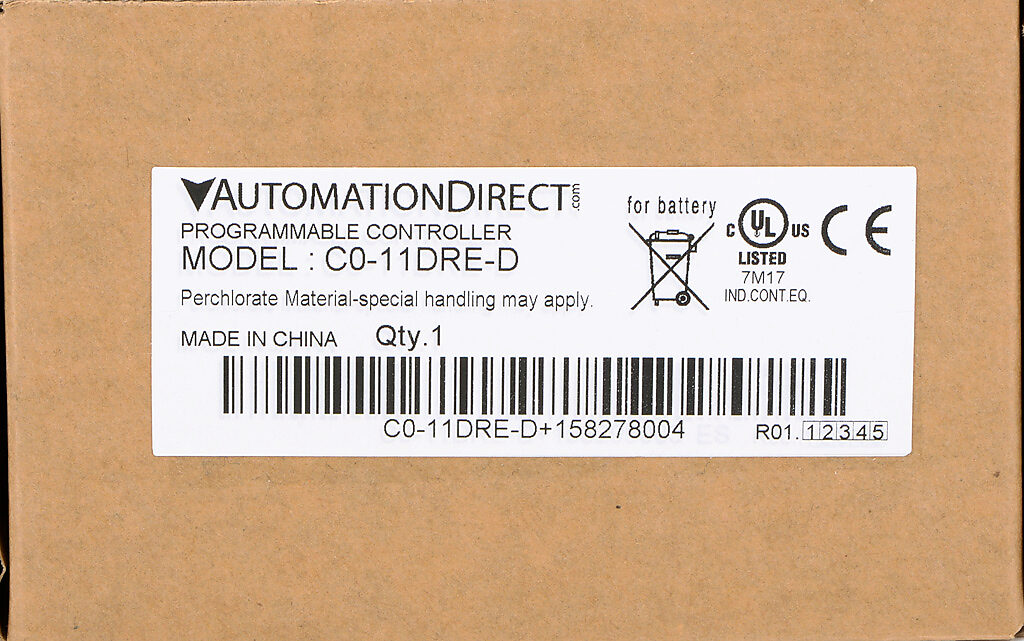 AUTOMATIONDIRECT.com
PROGRAMMABLE CONTROLLER
MODEL : C0-11DRE-D
Perchlorate Material-special handling may apply.
MADE IN CHINA Qty.1
for battery
C UL US
LISTED
7M17
IND.CONT.EQ.
CE
C0-11DRE-D+158278004 ES R01.12345